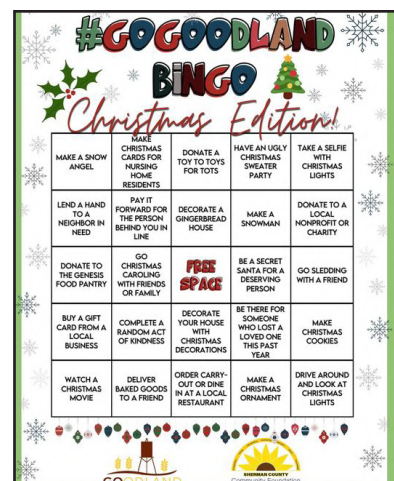 #GOGOODLAND
BiNGO
Christmas Edition!
MAKE A SNOW
ANGEL
MAKE
CHRISTMAS
CARDS FOR
NURSING
HOME
RESIDENTS
DONATE A
TOY TO TOYS
FOR TOTS
HAVE AN UGLY
CHRISTMAS
SWEATER
PARTY
TAKE A SELFIE
WITH
CHRISTMAS
LIGHTS
LEND A HAND
TO A
NEIGHBOR IN
NEED
PAY IT
FORWARD FOR
THE PERSON
BEHIND YOU IN
LINE
DECORATE A
GINGERBREAD
HOUSE
MAKE A
SNOWMAN
DONATE TO A
LOCAL
NONPROFIT OR
CHARITY
DONATE TO
THE GENESIS
FOOD PANTRY
GO
CHRISTMAS
CAROLING
WITH FRIENDS
OR FAMILY
FREE
SPACE
BE A SECRET
SANTA FOR A
DESERVING
PERSON
GO SLEDDING
WITH A FRIEND
BUY A GIFT
CARD FROM A
LOCAL
BUSINESS
COMPLETE A
RANDOM ACT
OF KINDNESS
DECORATE
YOUR HOUSE
WITH
CHRISTMAS
DECORATIONS
BE THERE FOR
SOMEONE
WHO LOST A
LOVED ONE
THIS PAST
YEAR
MAKE
CHRISTMAS
COOKIES
WATCH A
CHRISTMAS
MOVIE
DELIVER
BAKED GOODS
TO A FRIEND
ORDER CARRY-
OUT OR DINE
IN AT A LOCAL
RESTAURANT
MAKE A
CHRISTMAS
ORNAMENT
DRIVE AROUND
AND LOOK AT
CHRISTMAS
LIGHTS
GOODLAND
SHERMAN COUNTY
Community Foundation